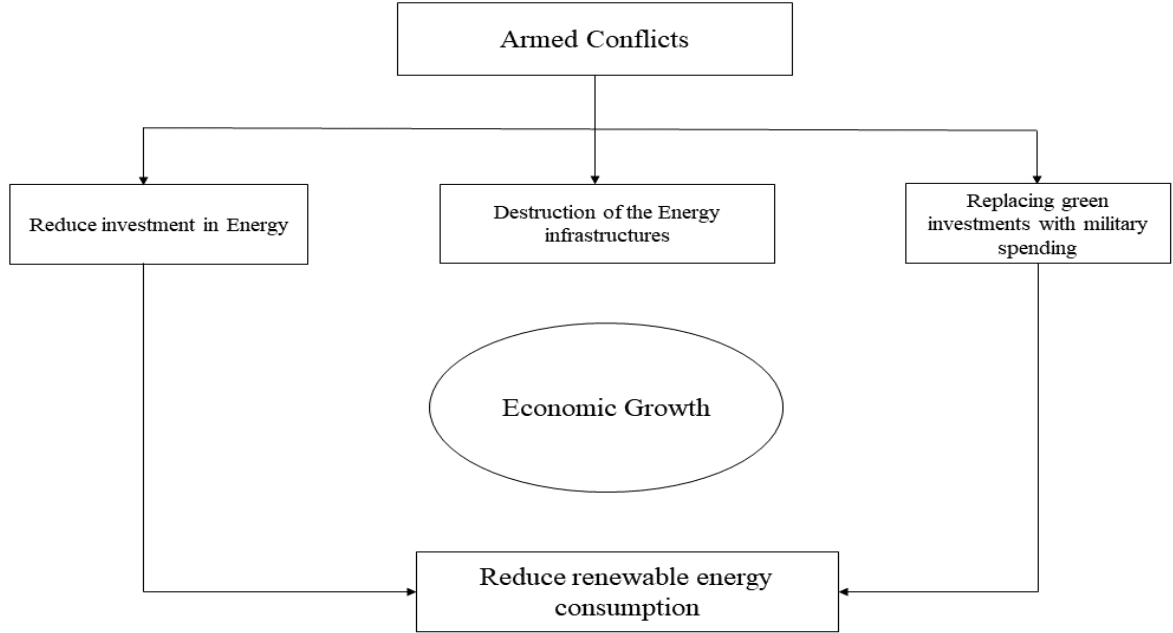 Armed Conflicts
Reduce investment in Energy
Destruction of the Energy
infrastructures
Replacing green
investments with military
spending
Economic Growth
Reduce renewable energy
consumption